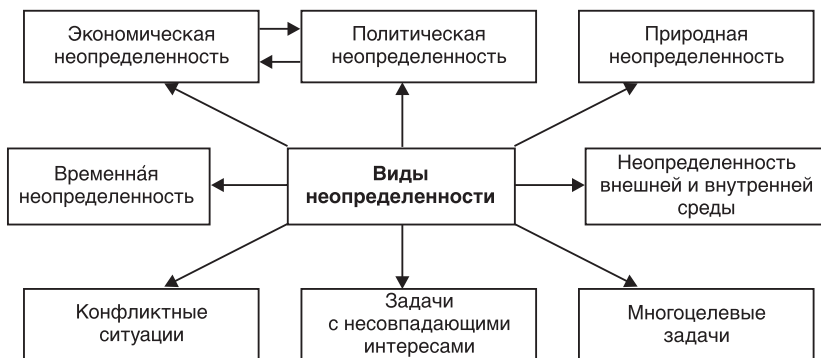 Экономическая
неопределенность
Политическая
неопределенность
Природная
неопределенность
Временна́я
неопределенность
Виды
неопределенности
Неопределенность
внешней и внутренней
среды
Конфликтные
ситуации
Задачи
с несовпадающими
интересами
Многоцелевые
задачи